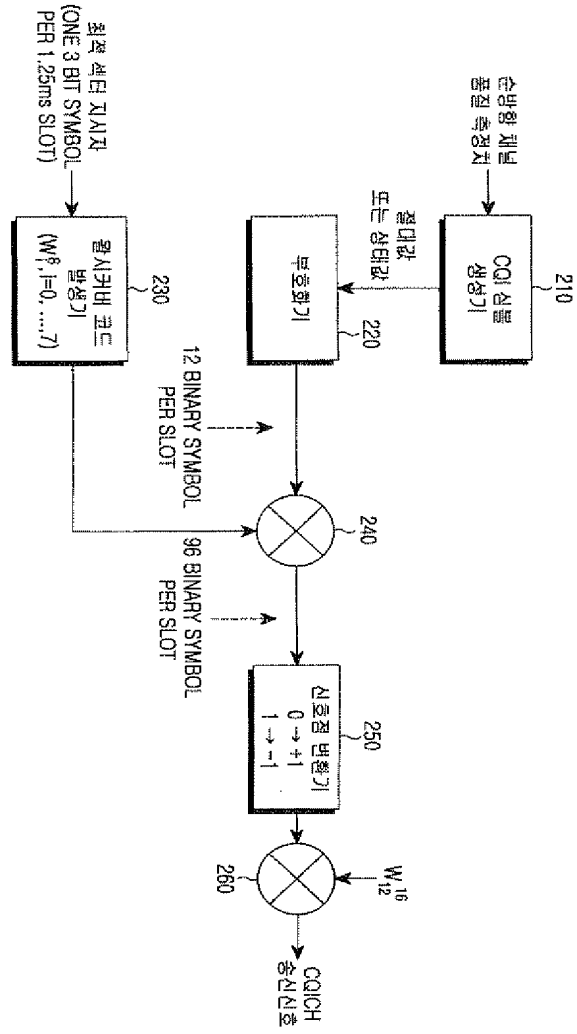 순방향 채널
품질 측정치
210
CQI 심볼
생성기
절대값
또는 상대값
220
부호화기
12 BINARY SYMBOL
PER SLOT
최적 섹터 지시자
(ONE 3 BIT SYMBOL
PER 1.25ms SLOT)
230
월시커버 코드
발생기
(W⁸ᵢ, i=0, ....,7)
240
96 BINARY SYMBOL
PER SLOT
250
신호점 변환기
0 → +1
1 → -1
W¹⁶₁₂
260
CQICH
송신신호